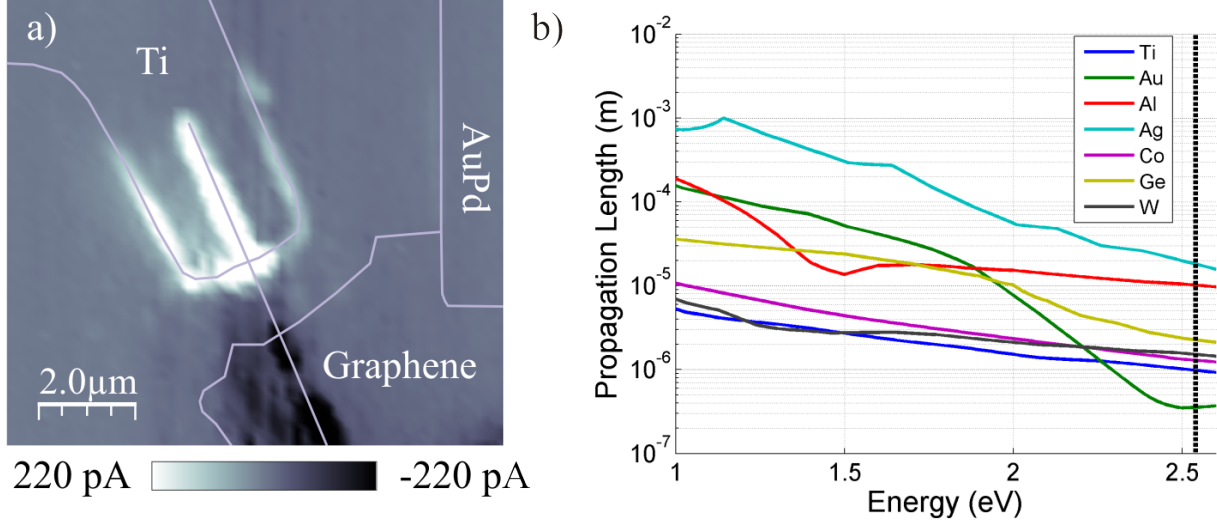 a)
Ti
AuPd
Graphene
2.0μm
220 pA
-220 pA
b)
Propagation Length (m)
10⁻²
10⁻³
10⁻⁴
10⁻⁵
10⁻⁶
10⁻⁷
1
1.5
2
2.5
Energy (eV)
Ti
Au
Al
Ag
Co
Ge
W